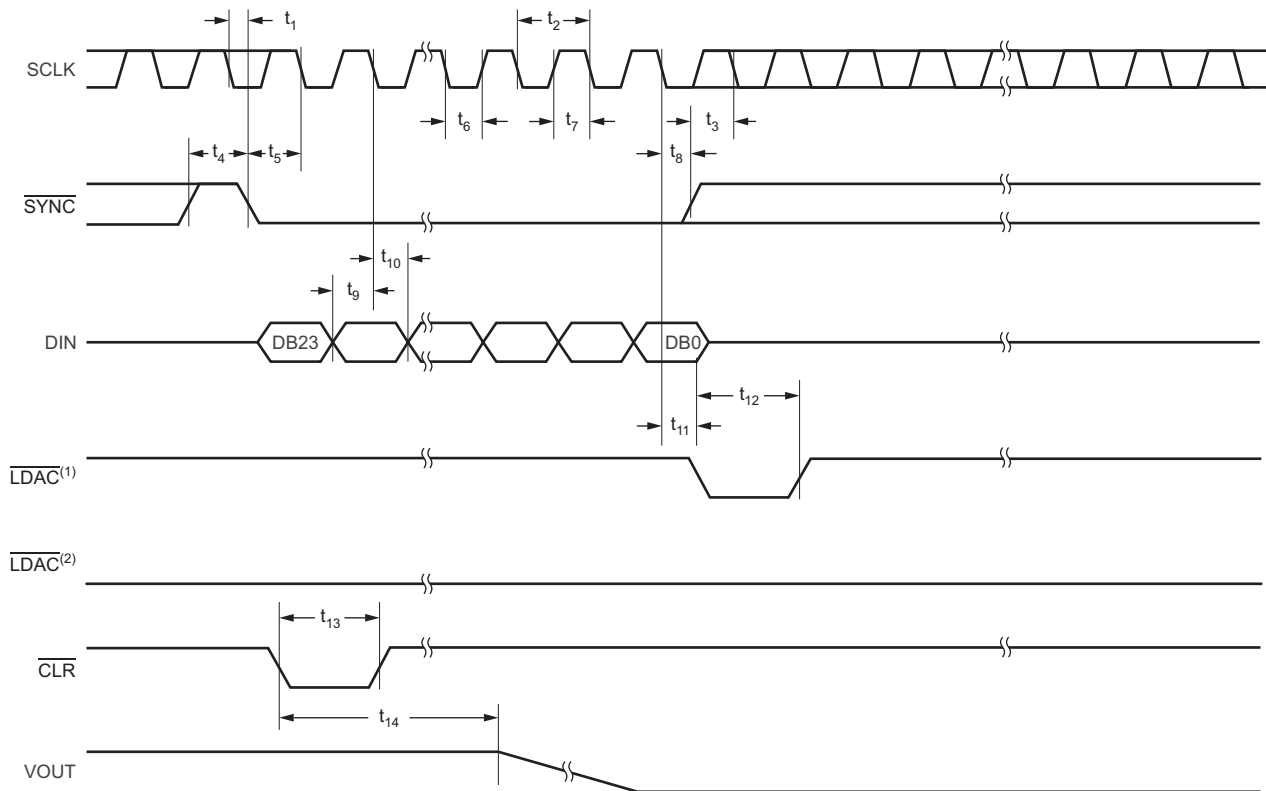 t1
t2
SCLK
t6
t7
t3
t4
t5
t8
SYNC
t10
t9
DIN
DB23
DB0
t12
t11
LDAC(1)
LDAC(2)
t13
CLR
t14
VOUT